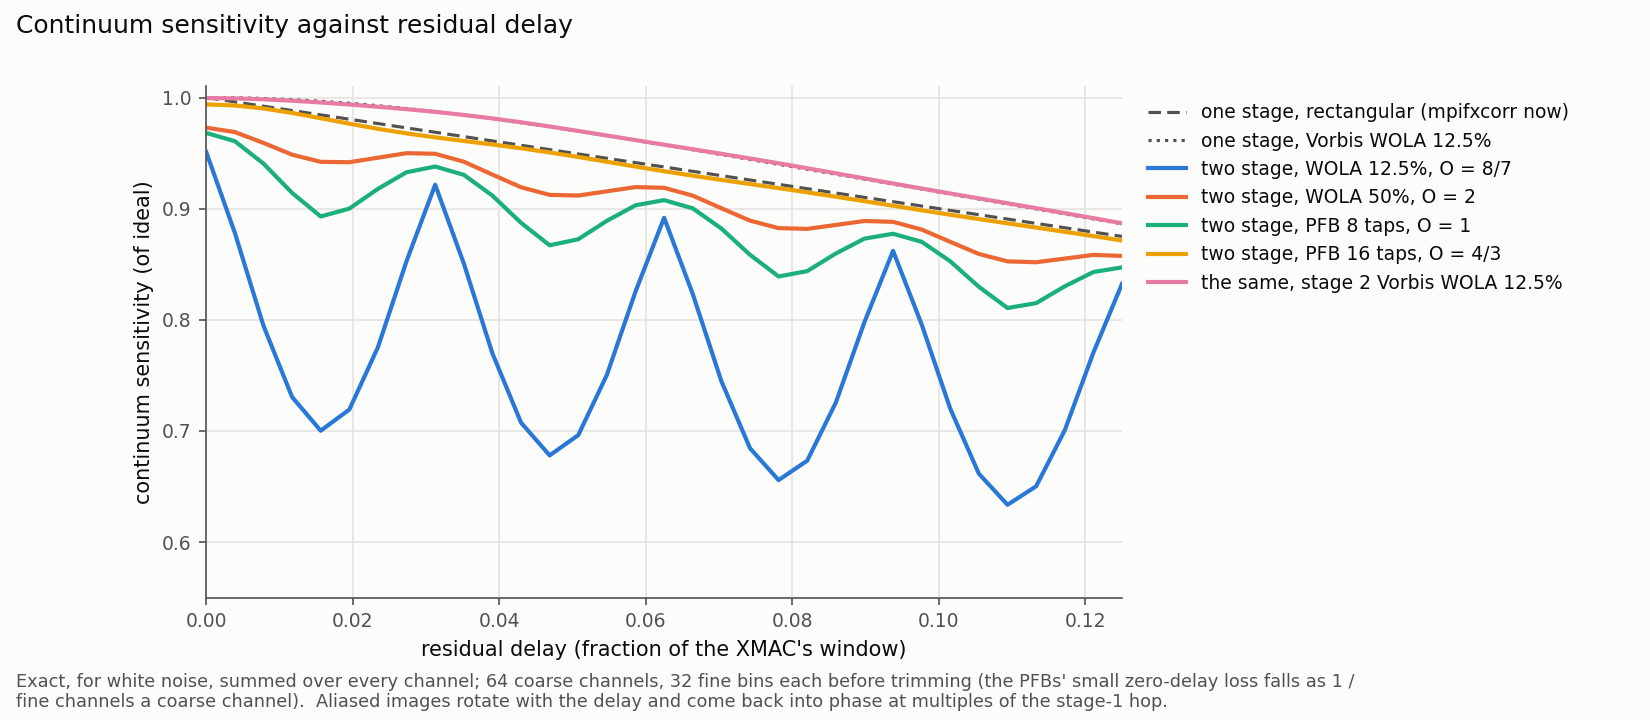 Continuum sensitivity against residual delay
continuum sensitivity (of ideal)
1.0
0.9
0.8
0.7
0.6
0.00
0.02
0.04
0.06
0.08
0.10
0.12
residual delay (fraction of the XMAC's window)
one stage, rectangular (mpifxcorr now)
one stage, Vorbis WOLA 12.5%
two stage, WOLA 12.5%, O = 8/7
two stage, WOLA 50%, O = 2
two stage, PFB 8 taps, O = 1
two stage, PFB 16 taps, O = 4/3
the same, stage 2 Vorbis WOLA 12.5%
Exact, for white noise, summed over every channel; 64 coarse channels, 32 fine bins each before trimming (the PFBs' small zero-delay loss falls as 1 /
fine channels a coarse channel).  Aliased images rotate with the delay and come back into phase at multiples of the stage-1 hop.